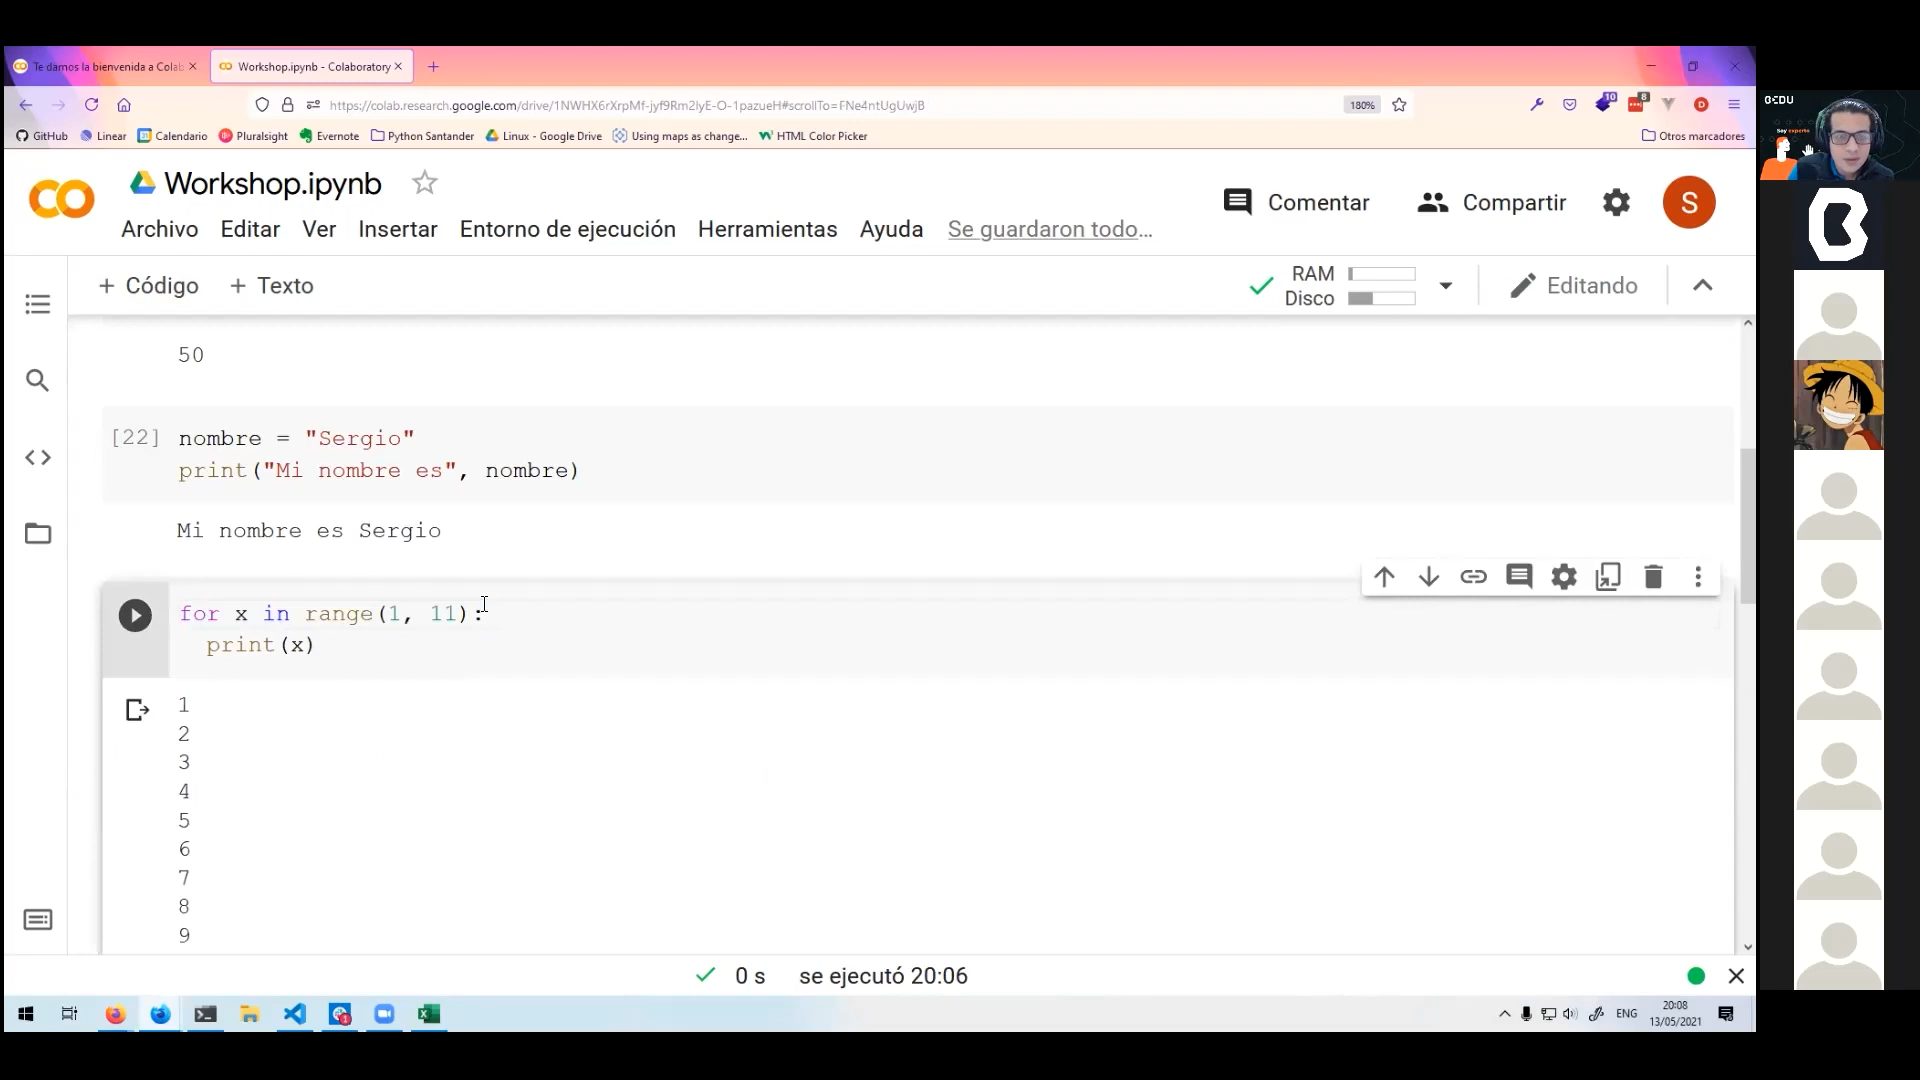 Te damos la bienvenida a Colab
Workshop.ipynb - Colaboratory
https://colab.research.google.com/drive/1NWHX6rXrpMf-jyf9Rm2lyE-O-1pazueH#scrollTo=FNe4ntUgUwjB
180%
10
8
D
GitHub
Linear
Calendario
Pluralsight
Evernote
Python Santander
Linux - Google Drive
Using maps as change...
HTML Color Picker
Otros marcadores
BEDU
Soy experto
Workshop.ipynb
Comentar
Compartir
S
Archivo
Editar
Ver
Insertar
Entorno de ejecución
Herramientas
Ayuda
Se guardaron todo...
+ Código
+ Texto
RAM
Disco
Editando
50
[22] nombre = "Sergio"
print("Mi nombre es", nombre)
Mi nombre es Sergio
for x in range(1, 11):
print(x)
1
2
3
4
5
6
7
8
9
0 s
se ejecutó 20:06
ENG
20:08
13/05/2021